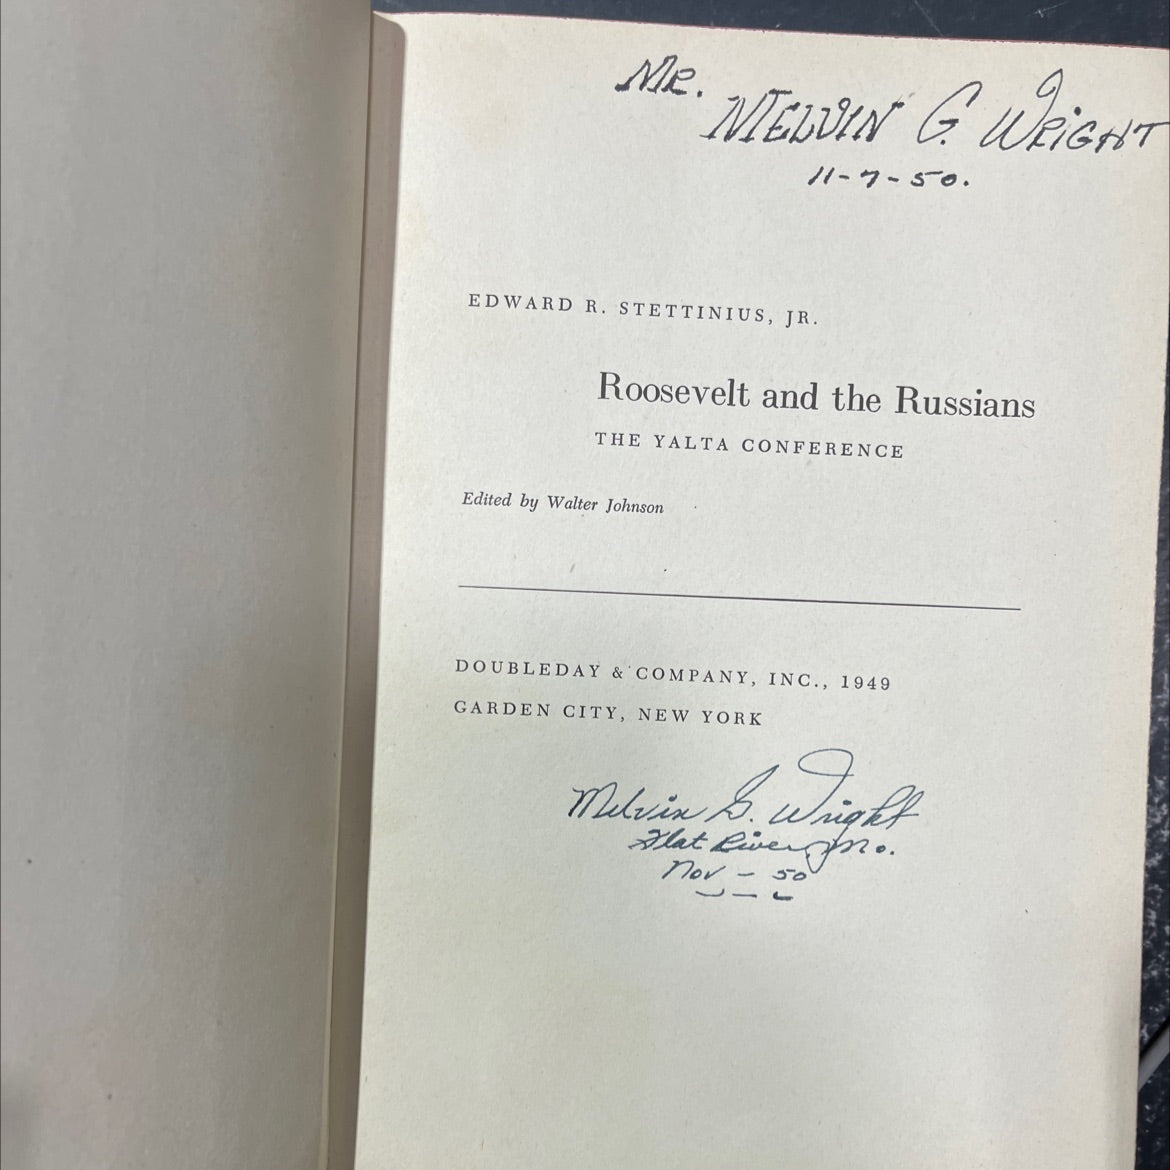 Mr.
MELVIN G. WRiGHT
11-7-50.
EDWARD R. STETTINIUS, JR.
Roosevelt and the Russians
THE YALTA CONFERENCE
Edited by Walter Johnson
DOUBLEDAY & COMPANY, INC., 1949
GARDEN CITY, NEW YORK
Melvin G. Wright
Flat River, Mo.
Nov - 50